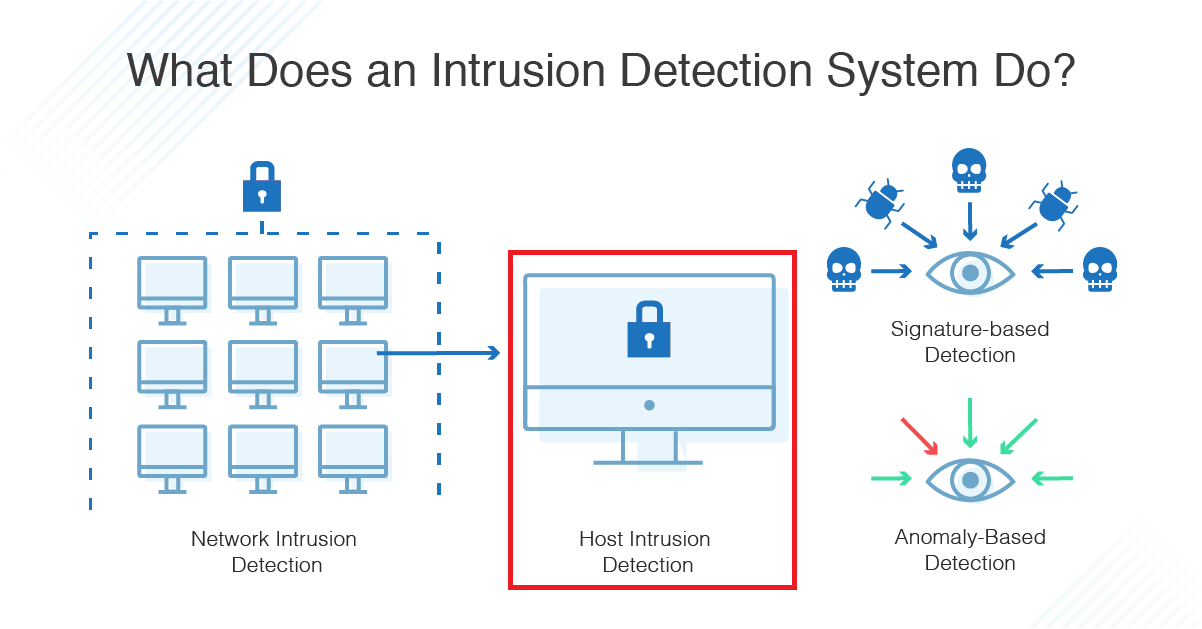 What Does an Intrusion Detection System Do?
Network Intrusion
Detection
Host Intrusion
Detection
Signature-based
Detection
Anomaly-Based
Detection